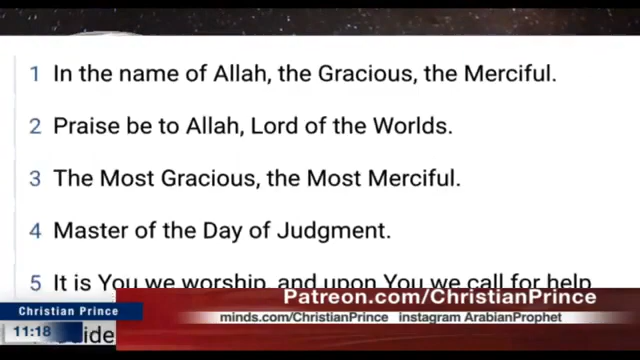 1 In the name of Allah, the Gracious, the Merciful.
2 Praise be to Allah, Lord of the Worlds.
3 The Most Gracious, the Most Merciful.
4 Master of the Day of Judgment.
5 It is You we worship, and upon You we call for help.
Patreon.com/ChristianPrince
Christian Prince
minds.com/ChristianPrince instagram ArabianProphet
11:18